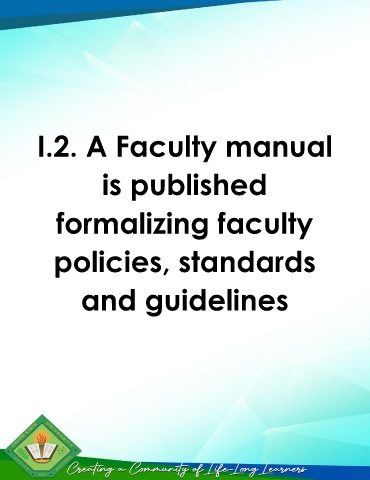 I.2. A Faculty manual
is published
formalizing faculty
policies, standards
and guidelines
Creating a Community of Life-Long Learners